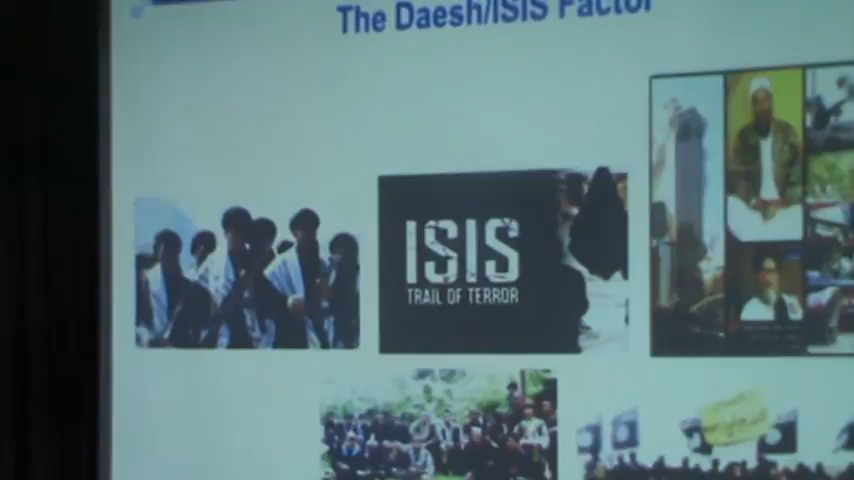 The Daesh/ISIS Factor
ISIS
TRAIL OF TERROR